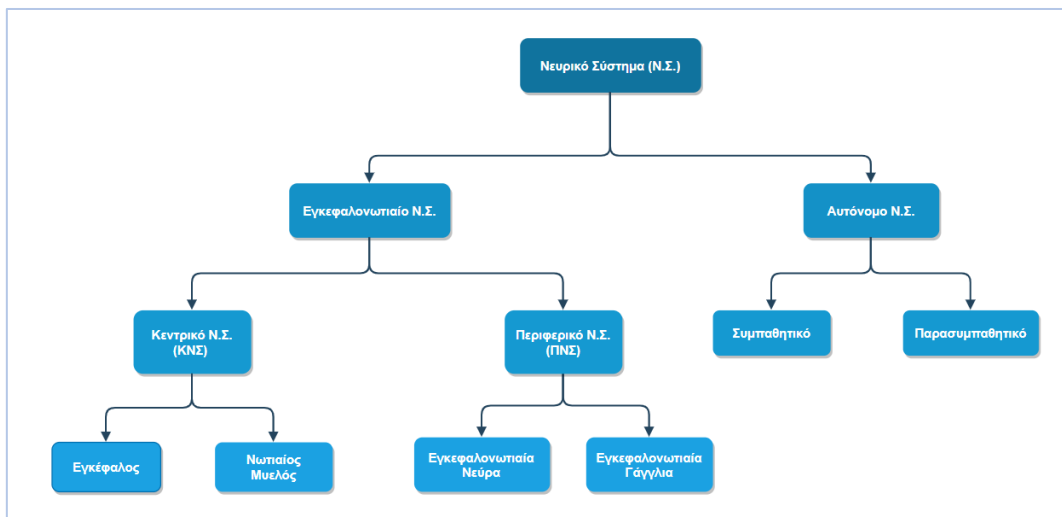 Νευρικό Σύστημα (Ν.Σ.)
Εγκεφαλονωτιαίο Ν.Σ.
Αυτόνομο Ν.Σ.
Κεντρικό Ν.Σ.
(ΚΝΣ)
Περιφερικό Ν.Σ.
(ΠΝΣ)
Συμπαθητικό
Παρασυμπαθητικό
Εγκέφαλος
Νωτιαίος
Μυελός
Εγκεφαλονωτιαία
Νεύρα
Εγκεφαλονωτιαία
Γάγγλια